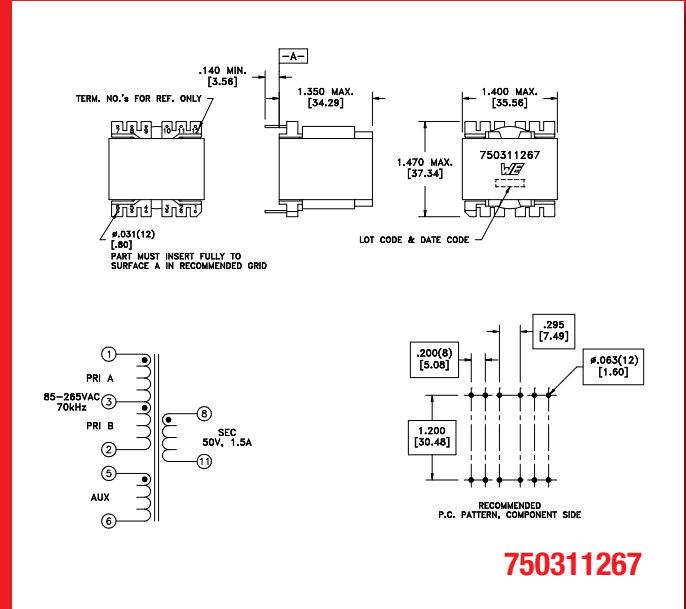 -A-
.140 MIN.
[3.56]
TERM. NO.'s FOR REF. ONLY
1.350 MAX.
[34.29]
1.400 MAX.
[35.56]
1.470 MAX.
[37.34]
750311267
WE
LOT CODE & DATE CODE
ø.031(12)
[.80]
PART MUST INSERT FULLY TO
SURFACE A IN RECOMMENDED GRID
1
PRI A
85-265VAC
70kHz
3
PRI B
2
5
AUX
6
8
SEC
50V, 1.5A
11
.295
[7.49]
.200(8)
[5.08]
ø.063(12)
[1.60]
1.200
[30.48]
RECOMMENDED
P.C. PATTERN, COMPONENT SIDE
750311267